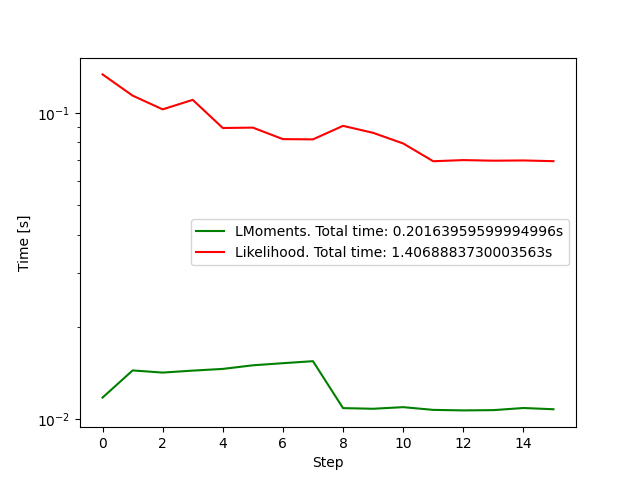 10⁻¹
Time [s]
LMoments. Total time: 0.20163959599994996s
Likelihood. Total time: 1.4068883730003563s
10⁻²
0 2 4 6 8 10 12 14
Step